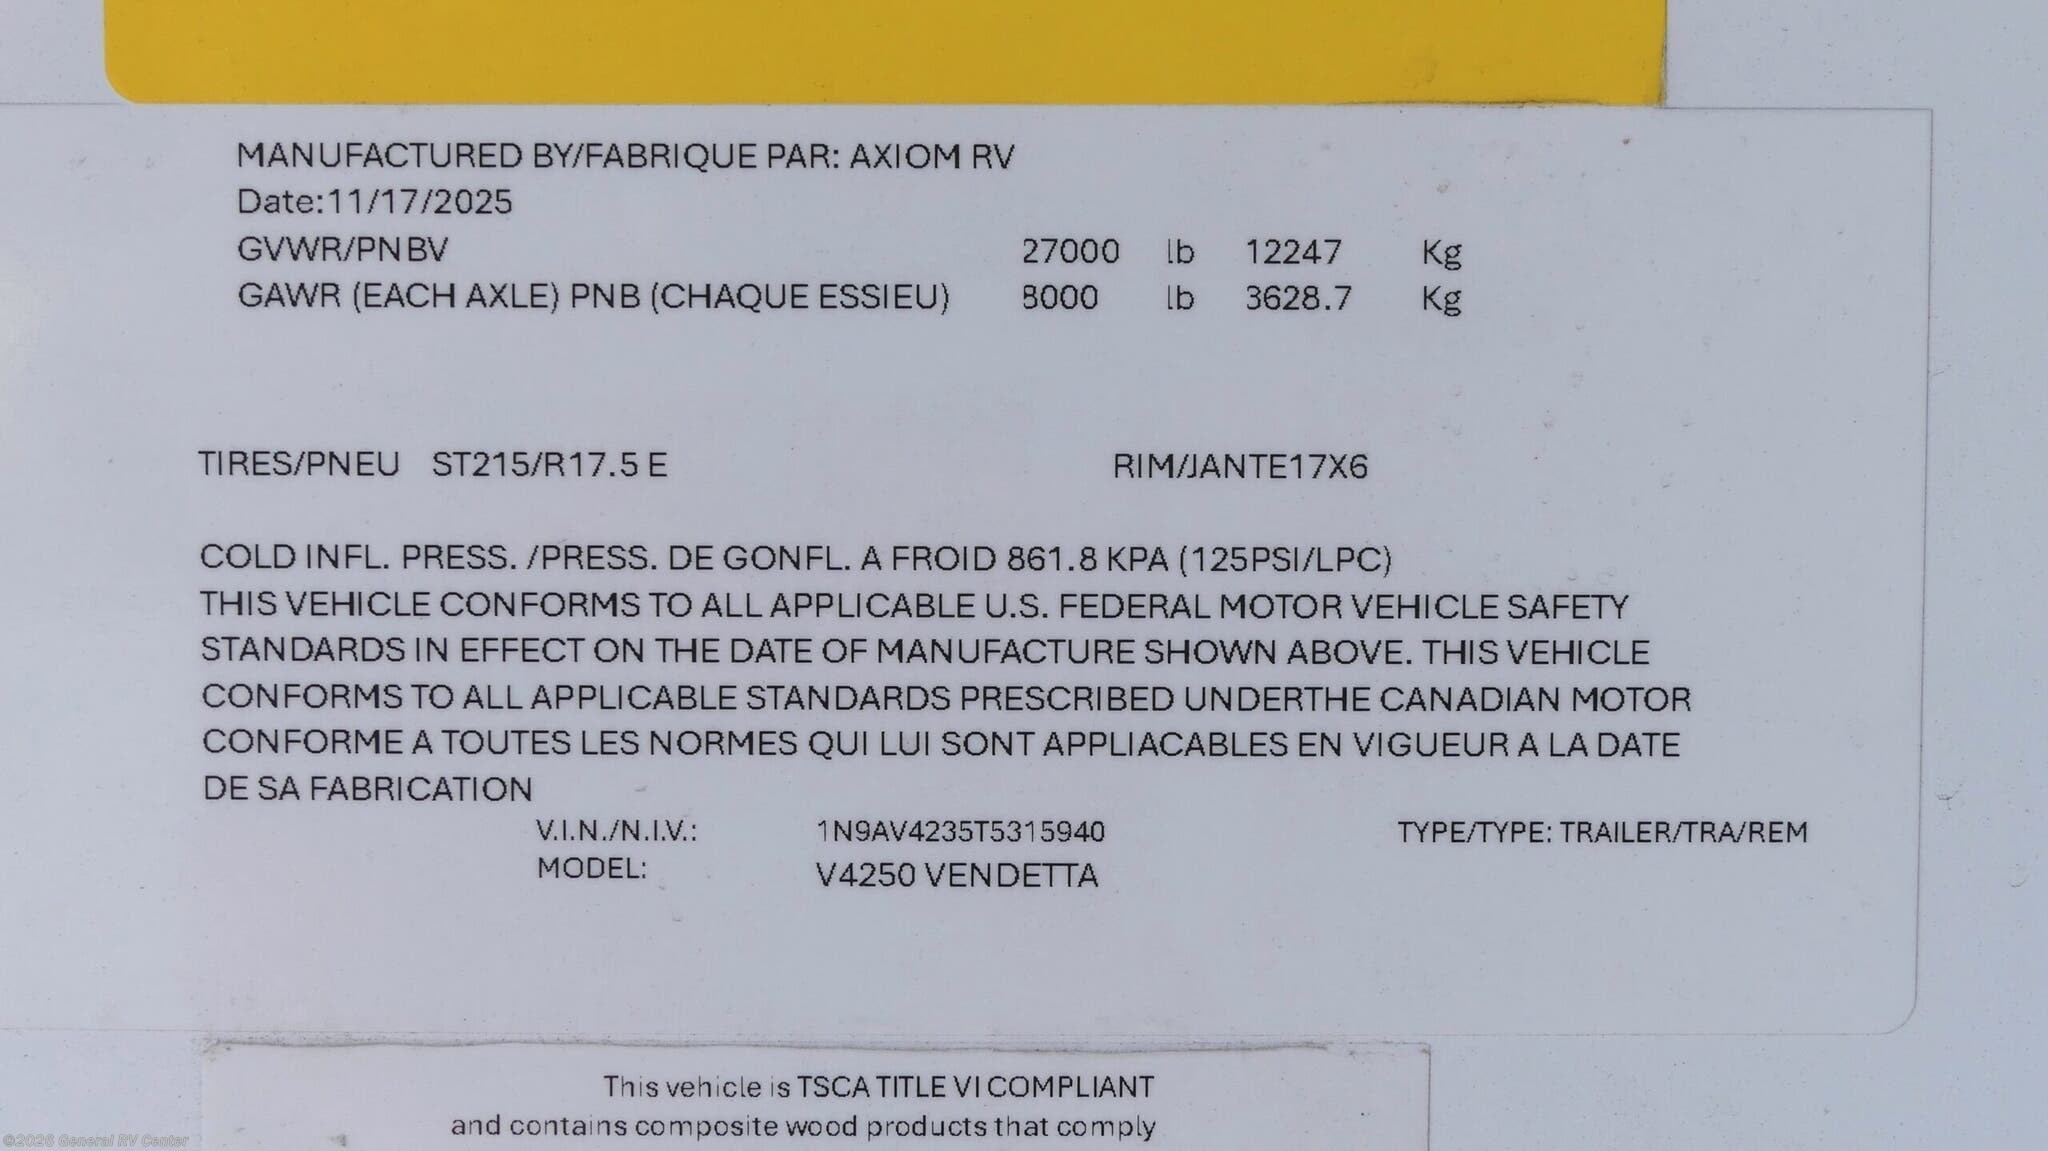 MANUFACTURED BY/FABRIQUE PAR: AXIOM RV
Date:11/17/2025
GVWR/PNBV 27000 lb 12247 Kg
GAWR (EACH AXLE) PNB (CHAQUE ESSIEU) 8000 lb 3628.7 Kg
TIRES/PNEU ST215/R17.5 E RIM/JANTE17X6
COLD INFL. PRESS. /PRESS. DE GONFL. A FROID 861.8 KPA (125PSI/LPC)
THIS VEHICLE CONFORMS TO ALL APPLICABLE U.S. FEDERAL MOTOR VEHICLE SAFETY
STANDARDS IN EFFECT ON THE DATE OF MANUFACTURE SHOWN ABOVE. THIS VEHICLE
CONFORMS TO ALL APPLICABLE STANDARDS PRESCRIBED UNDERTHE CANADIAN MOTOR
CONFORME A TOUTES LES NORMES QUI LUI SONT APPLIACABLES EN VIGUEUR A LA DATE
DE SA FABRICATION
V.I.N./N.I.V.: 1N9AV4235T5315940 TYPE/TYPE: TRAILER/TRA/REM
MODEL: V4250 VENDETTA
This vehicle is TSCA TITLE VI COMPLIANT
and contains composite wood products that comply
©2026 General RV Center